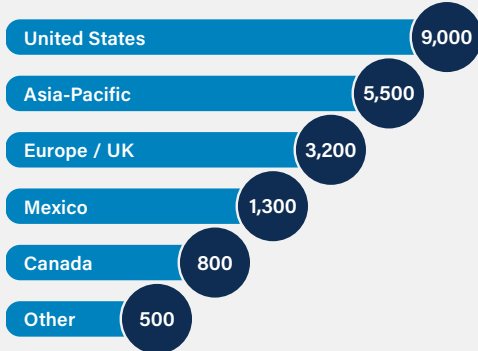 United States 9,000
Asia-Pacific 5,500
Europe / UK 3,200
Mexico 1,300
Canada 800
Other 500